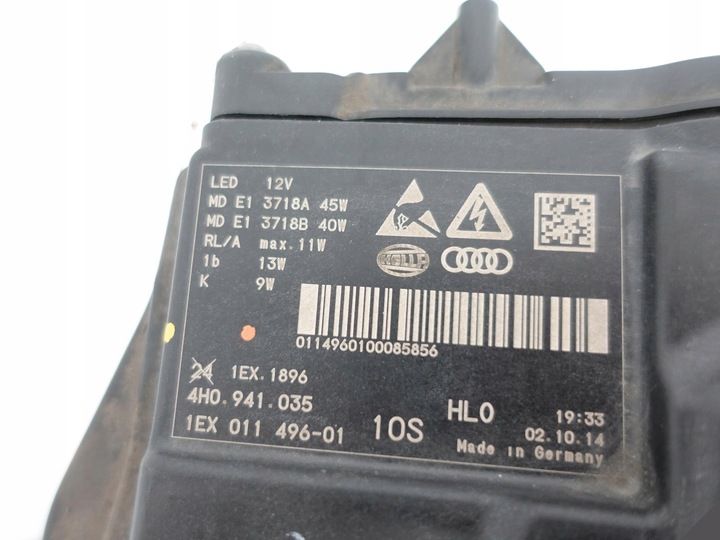 LED 12V
MD E1 3718A 45W
MD E1 3718B 40W
RL/A max.11W
1b 13W
K 9W
HELLA
0114960100085856
24 1EX.1896
4H0.941.035
1EX 011 496-01
10S
HL0
19:33
02.10.14
Made in Germany